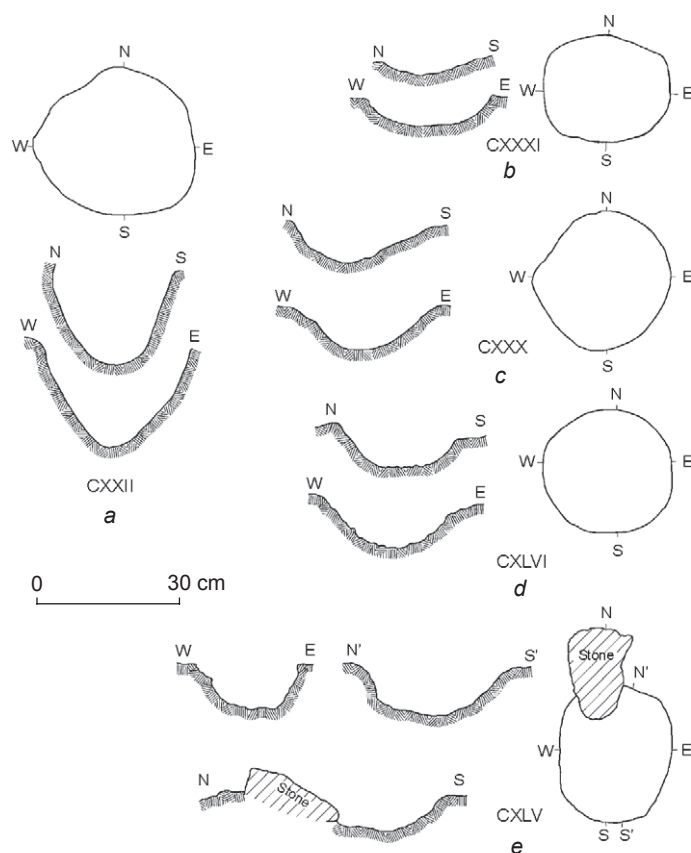 N
W E
S
N S
W E
CXXII
a
N S
W E
CXXXI
b
N
W E
S
N S
W E
CXXX
c
N
W E
S
N S
W E
CXLVI
d
N
W E
S
0 30 cm
W E
N' S'
N S
Stone
CXLV
e
N
Stone
N'
W E
S S'